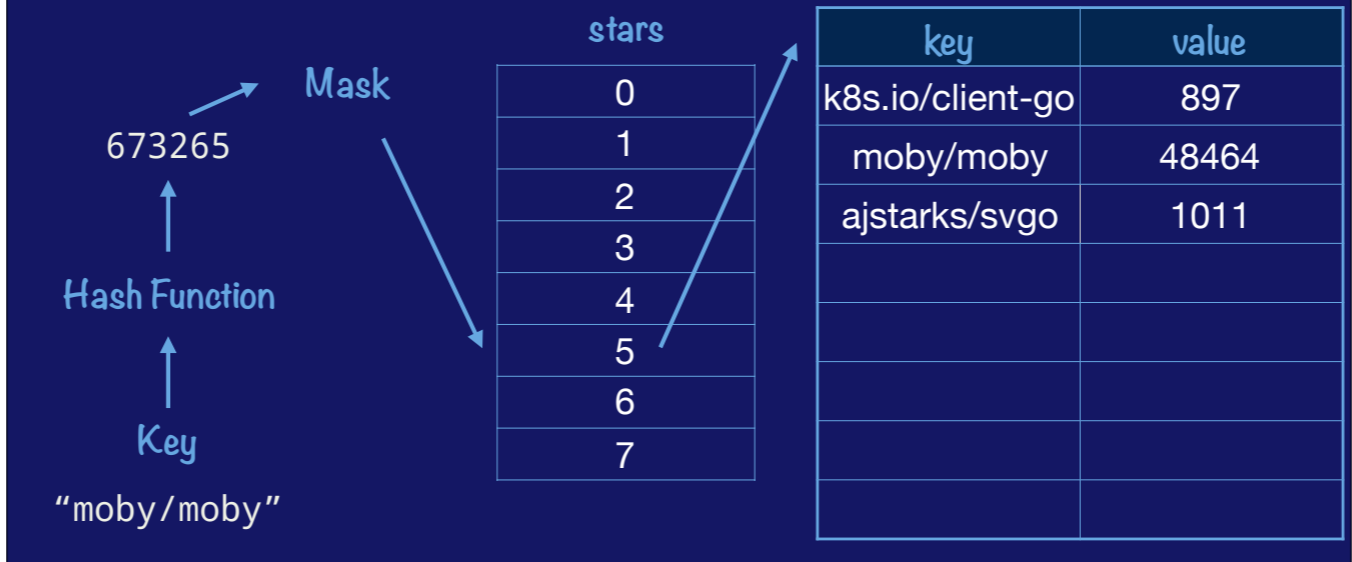 stars
Mask
673265
Hash Function
Key
“moby/moby”
0
1
2
3
4
5
6
7
key value
k8s.io/client-go 897
moby/moby 48464
ajstarks/svgo 1011